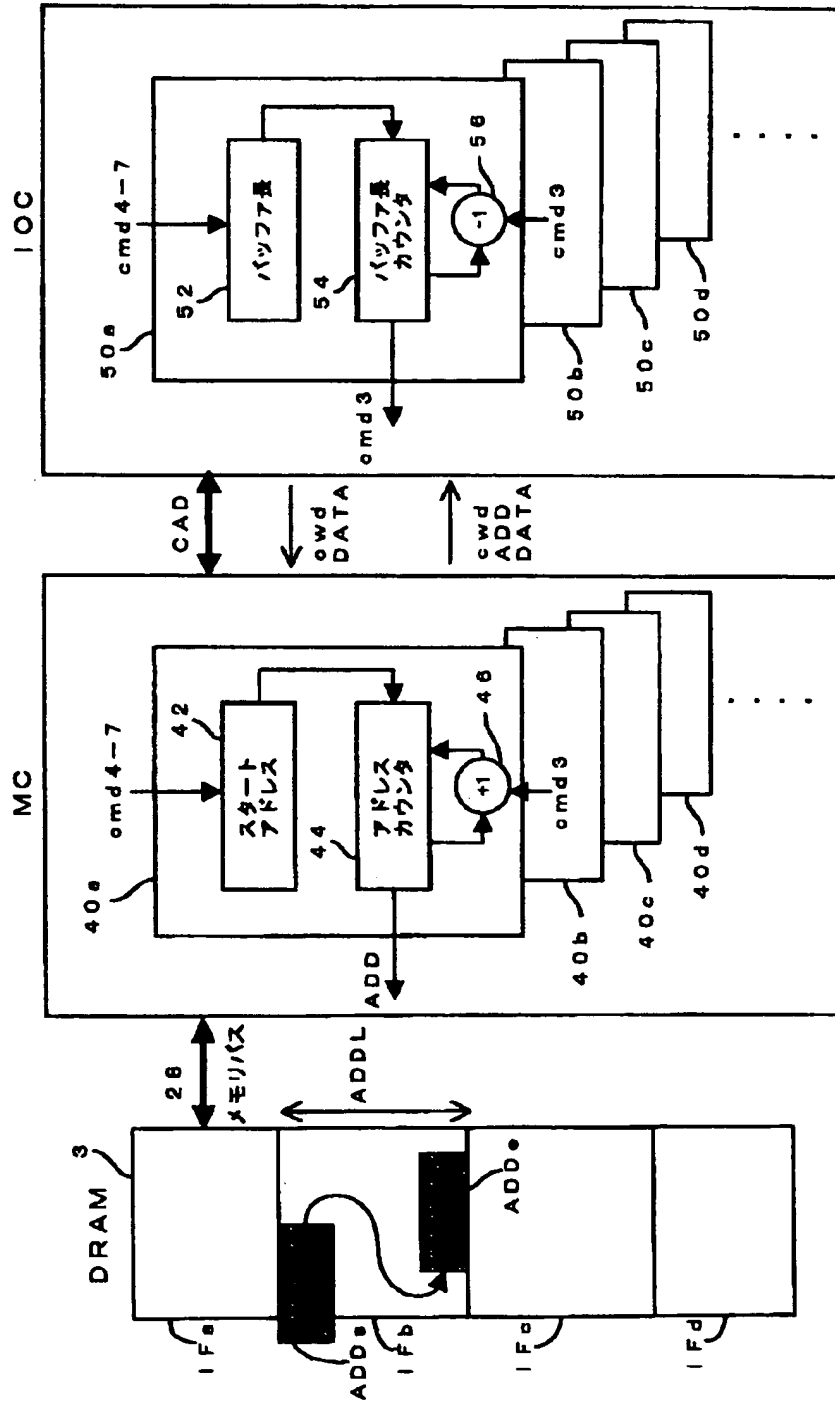 DRAM
3
IFa
ADDs
IFb
IFc
IFd
ADDe
ADDL
28
メモリバス
MC
cmd4-7
40a
42
スタート
アドレス
44
アドレス
カウンタ
ADD
+1
46
cmd3
40b
40c
40d
....
CAD
cwd
DATA
cwd
ADD
DATA
IOC
cmd4-7
50a
52
バッファ長
54
バッファ長
カウンタ
cmd3
-1
56
cmd3
50b
50c
50d
....